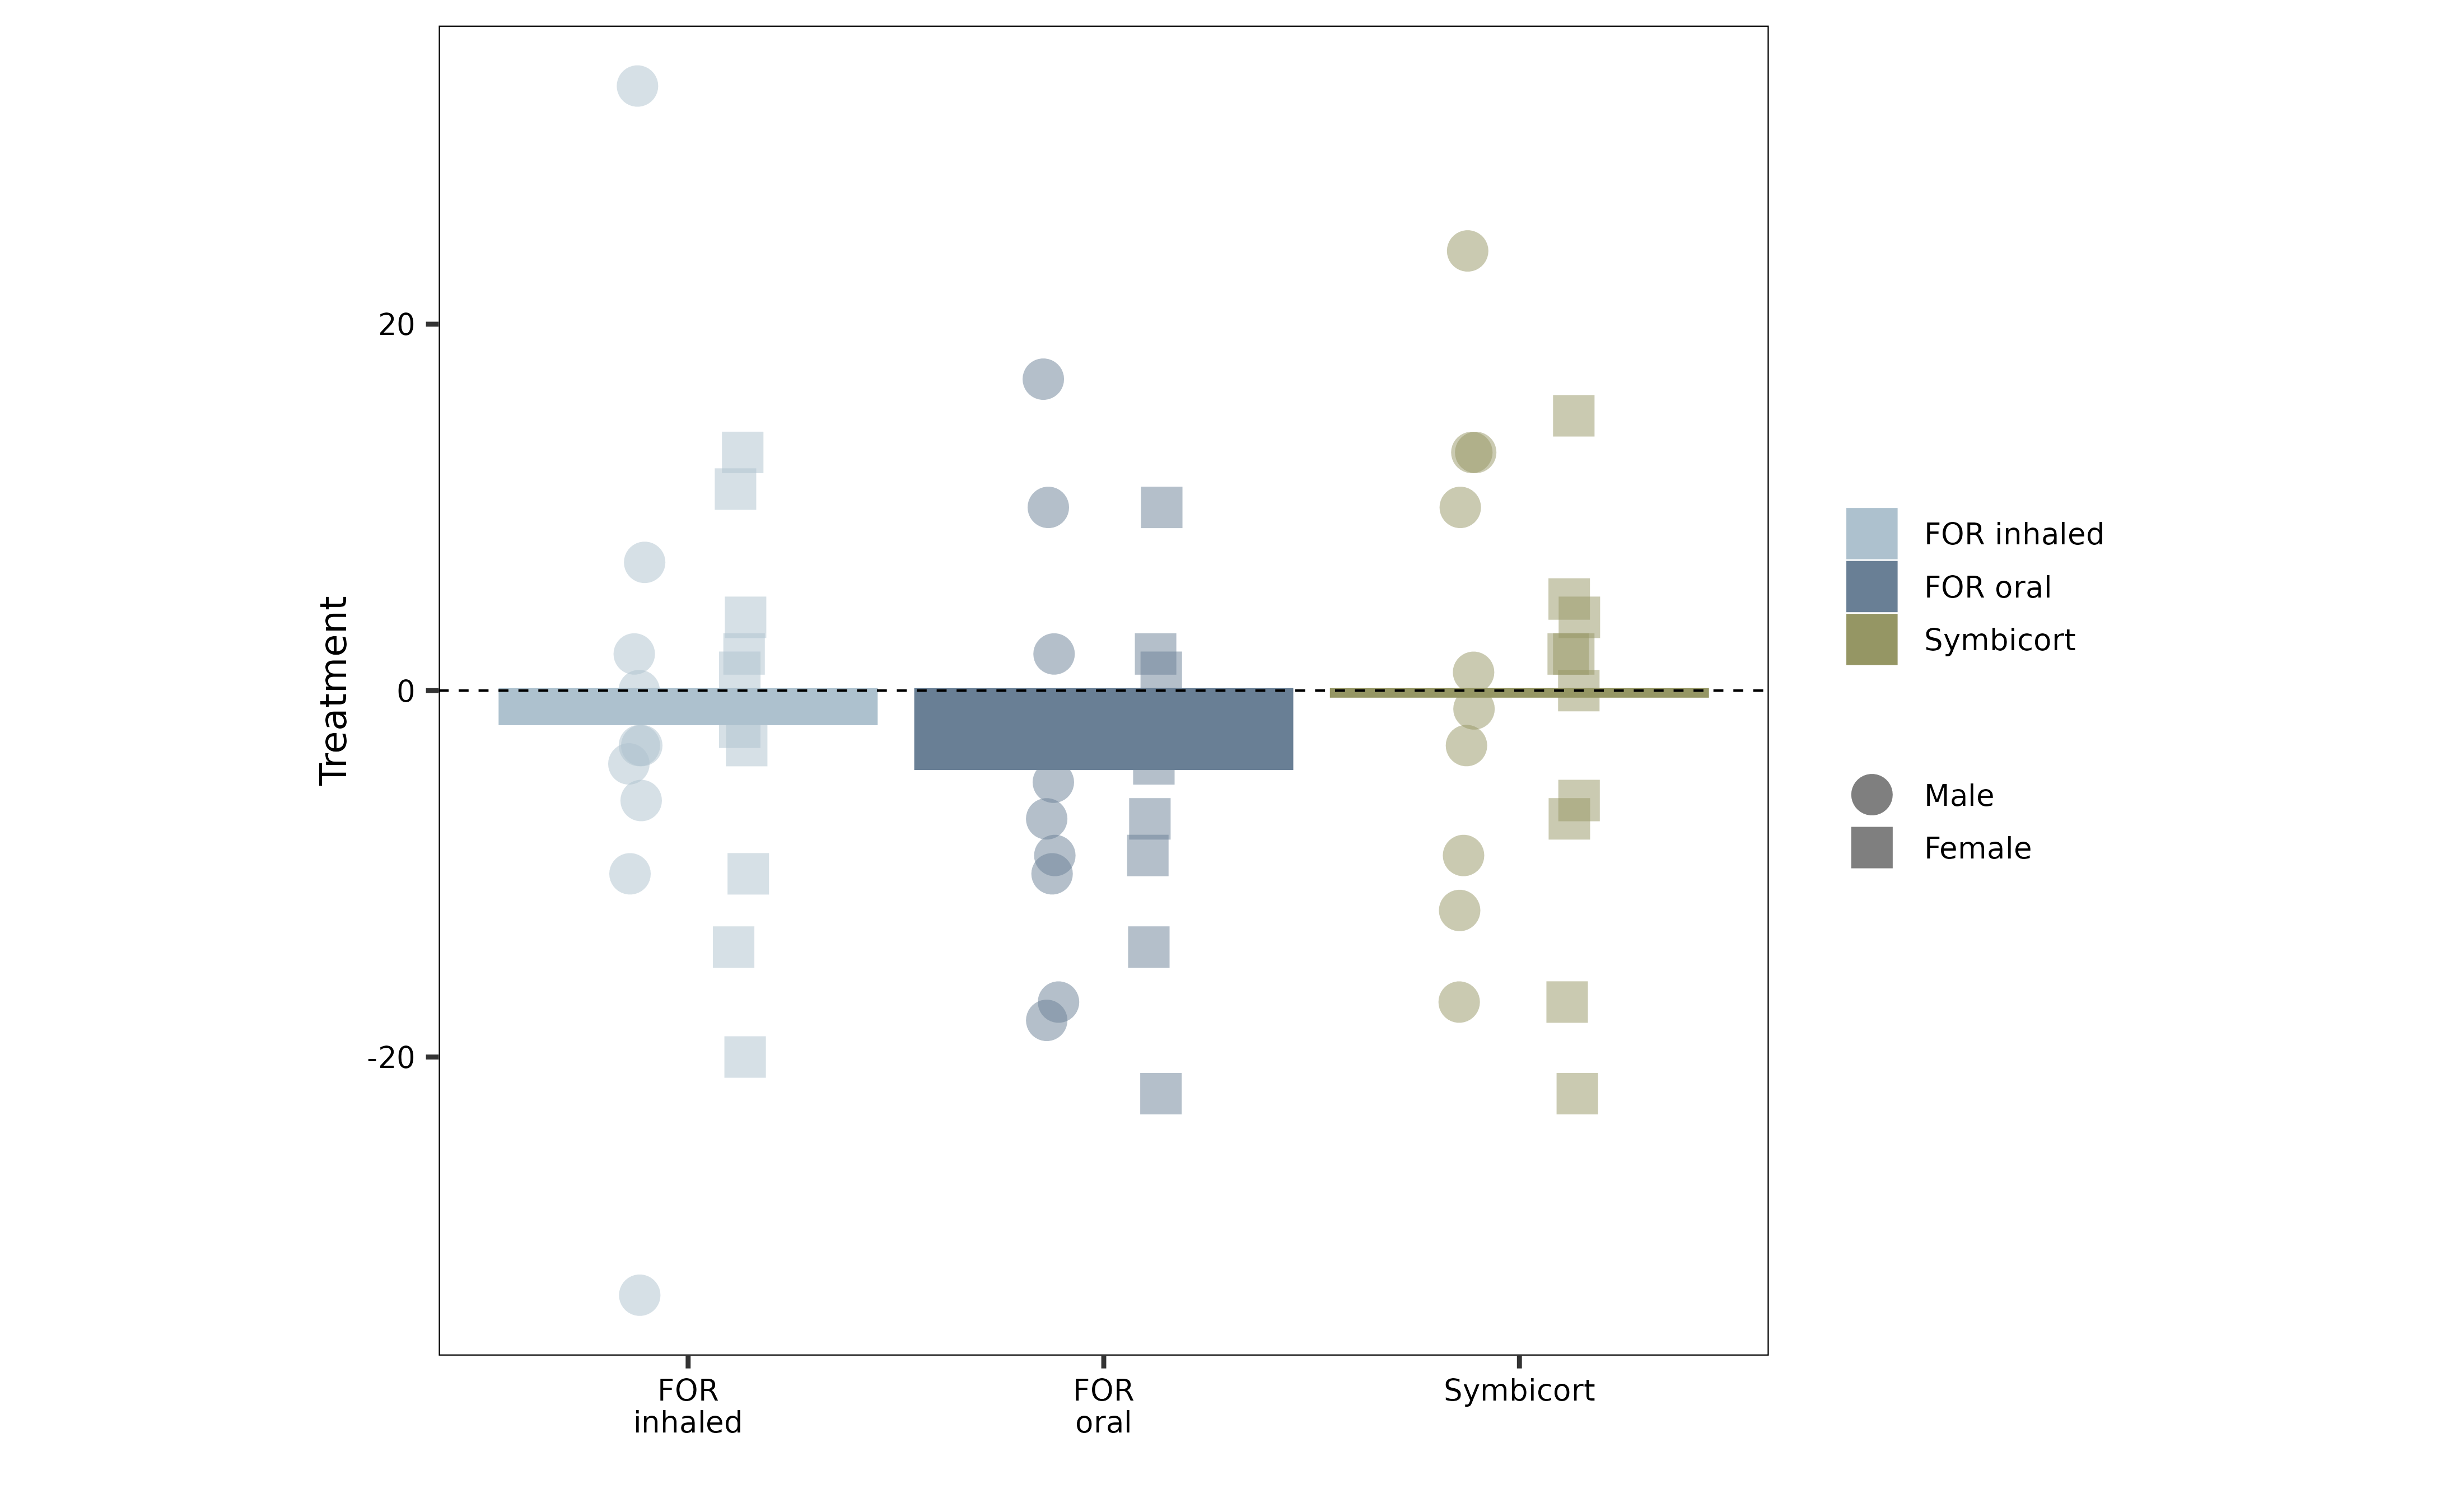 Treatment
20
0
-20
FOR
inhaled
FOR
oral
Symbicort
FOR inhaled
FOR oral
Symbicort
Male
Female